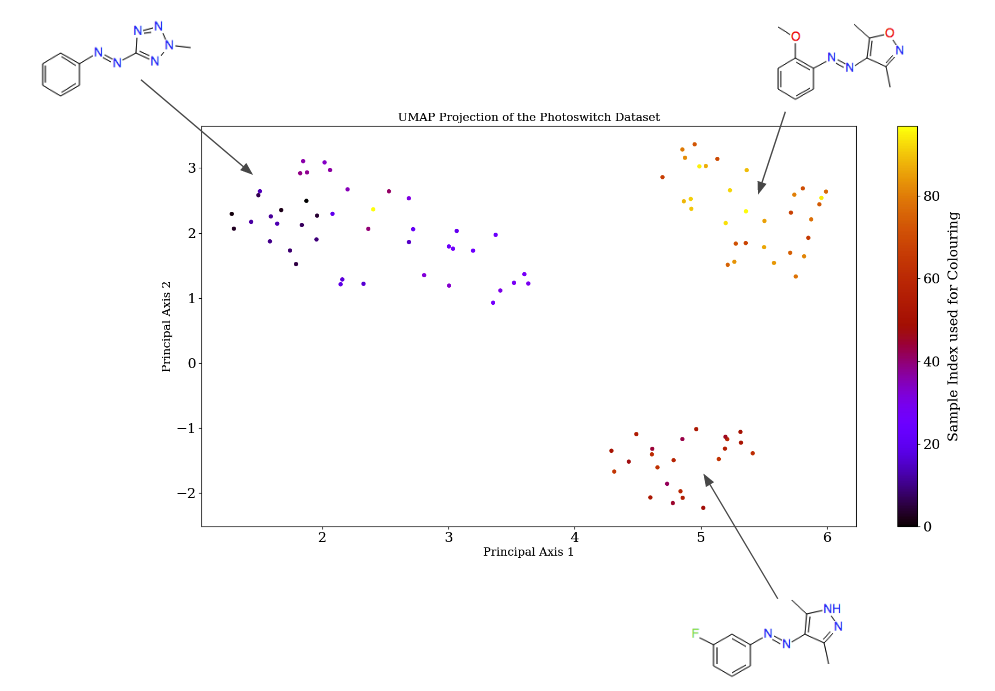 N N N N N N
O O N N N
UMAP Projection of the Photoswitch Dataset
3
2
1
0
−1
−2
Principal Axis 2
2 3 4 5 6
Principal Axis 1
80
60
40
20
0
Sample Index used for Colouring
F N N NH N